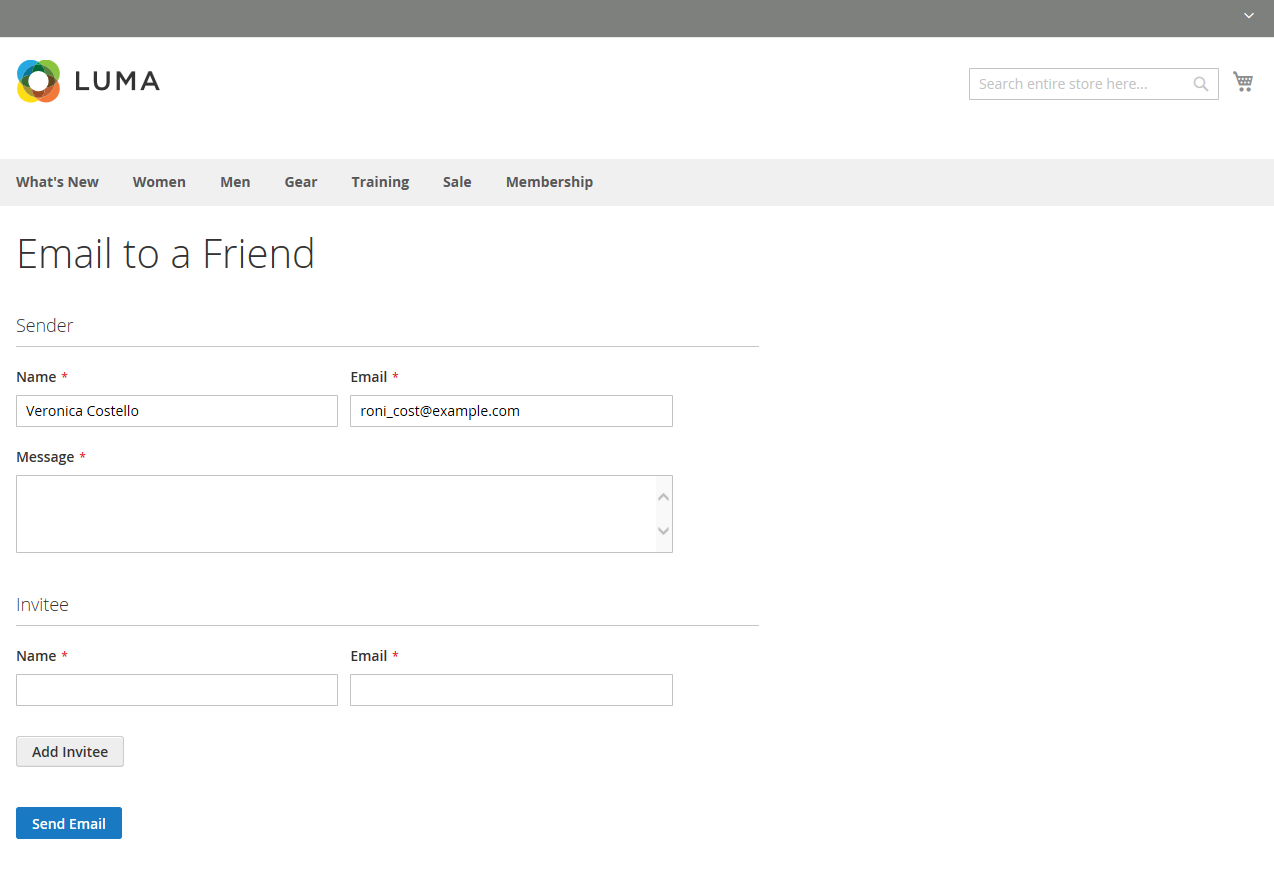 LUMA
Search entire store here...
What's New Women Men Gear Training Sale Membership
Email to a Friend
Sender
Name * Email *
Veronica Costello roni_cost@example.com
Message *
Invitee
Name * Email *
Add Invitee
Send Email